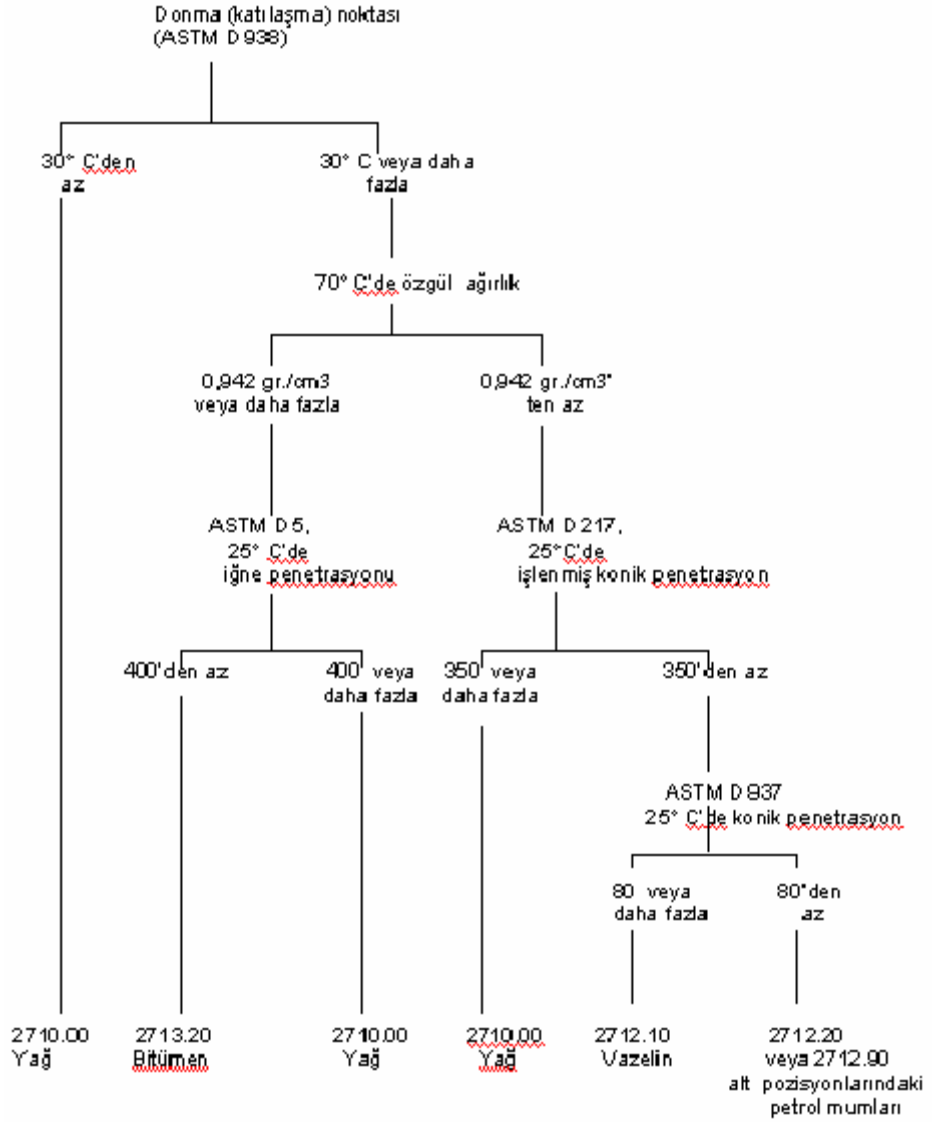 Donma (katılaşma) noktası
(ASTM D 938)
30° C'den
az
30° C veya daha
fazla
70° C'de özgül ağırlık
0,942 gr./cm3
veya daha fazla
0,942 gr./cm3'
ten az
ASTM D 5,
25° C'de
iğne penetrasyonu
ASTM D 217,
25° C'de
işlenmiş konik penetrasyon
400'den az
400 veya
daha fazla
350 veya
daha fazla
350'den az
ASTM D 937
25° C'de konik penetrasyon
80 veya
daha fazla
80'den
az
2710.00
Yağ
2713.20
Bitümen
2710.00
Yağ
2710.00
Yağ
2712.10
Vazelin
2712.20
veya 2712.90
alt pozisyonlarındaki
petrol mumları